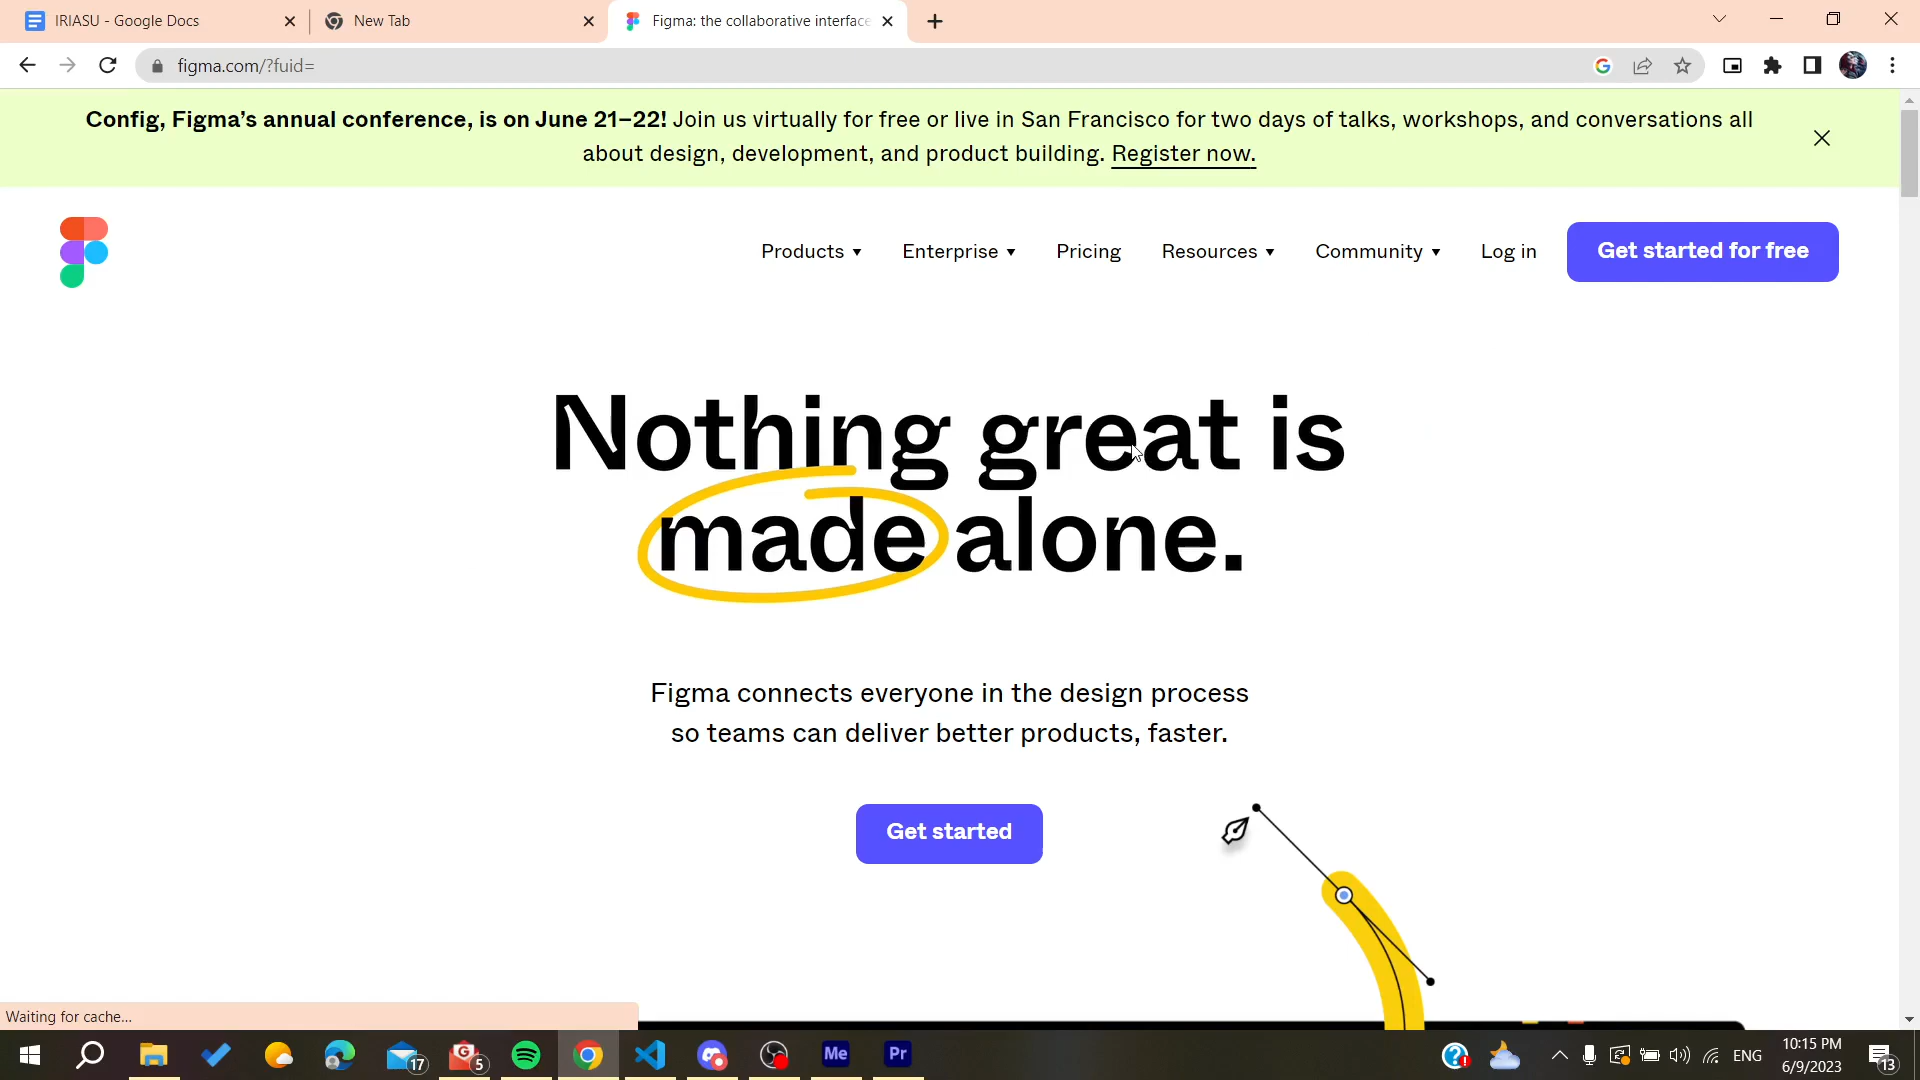 IRIASU - Google Docs
New Tab
Figma: the collaborative interface
figma.com/?fuid=
Config, Figma’s annual conference, is on June 21–22! Join us virtually for free or live in San Francisco for two days of talks, workshops, and conversations all
about design, development, and product building. Register now.
Products
Enterprise
Pricing
Resources
Community
Log in
Get started for free
Nothing great is
made alone.
Figma connects everyone in the design process
so teams can deliver better products, faster.
Get started
Waiting for cache...
17
G
5
Me
Pr
ENG
10:15 PM
6/9/2023
13